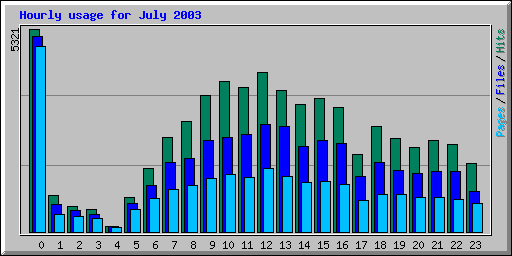 Hourly usage for July 2003
5321
Pages/Files/Hits
0 1 2 3 4 5 6 7 8 9 10 11 12 13 14 15 16 17 18 19 20 21 22 23